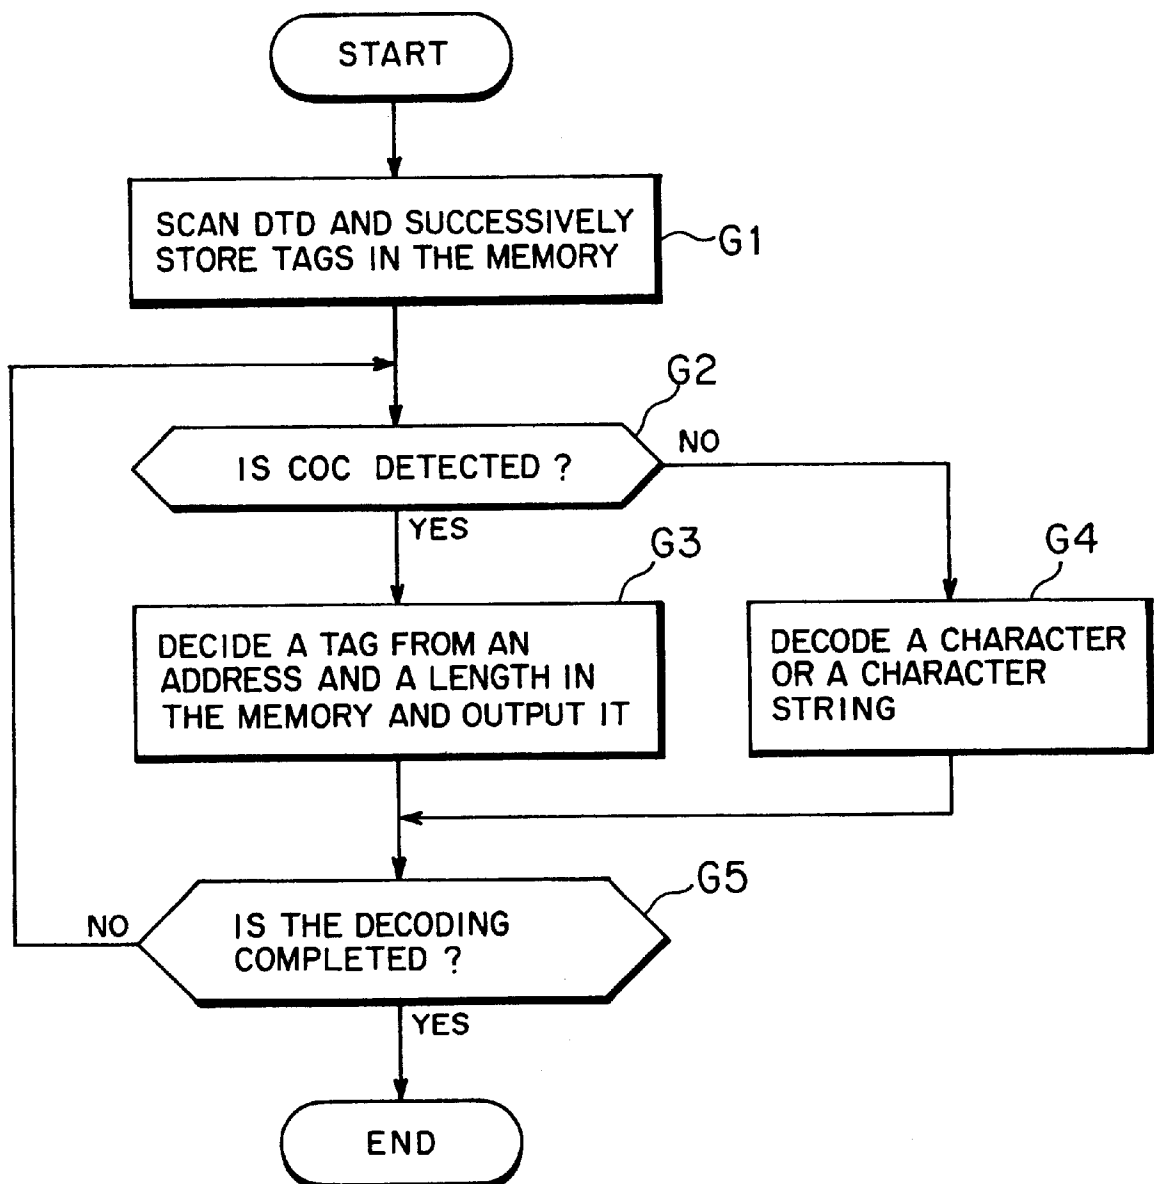 START
SCAN DTD AND SUCCESSIVELY
STORE TAGS IN THE MEMORY
G1
G2
IS COC DETECTED ?
NO
YES
G3
DECIDE A TAG FROM AN
ADDRESS AND A LENGTH IN
THE MEMORY AND OUTPUT IT
G4
DECODE A CHARACTER
OR A CHARACTER
STRING
G5
IS THE DECODING
COMPLETED ?
NO
YES
END